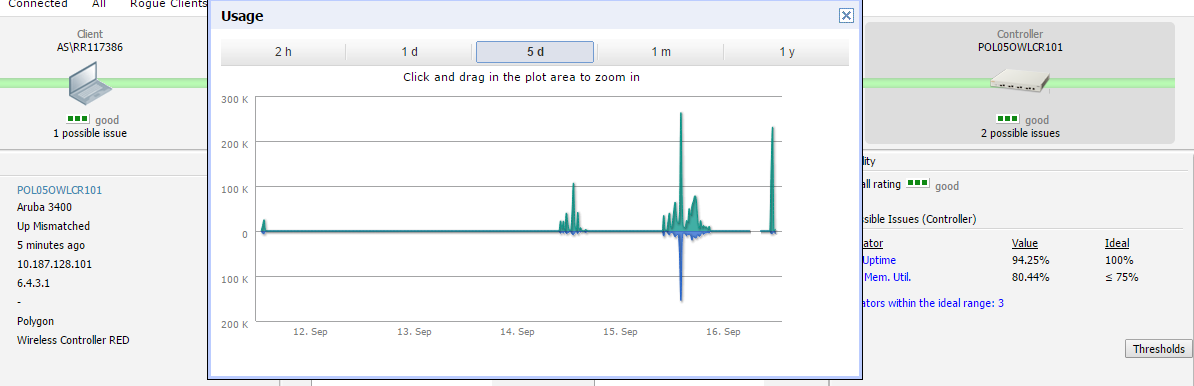 Connected All Rogue Clients
Client
AS\RR117386
good
1 possible issue
POL05OWLCR101
Aruba 3400
Up Mismatched
5 minutes ago
10.187.128.101
6.4.3.1
-
Polygon
Wireless Controller RED
Usage
2 h 1 d 5 d 1 m 1 y
Click and drag in the plot area to zoom in
300 K
200 K
100 K
0
100 K
200 K
12. Sep 13. Sep 14. Sep 15. Sep 16. Sep
Controller
POL05OWLCR101
good
2 possible issues
lity
all rating good
ssible Issues (Controller)
ator Value Ideal
Uptime 94.25% 100%
Mem. Util. 80.44% ≤ 75%
ators within the ideal range: 3
Thresholds